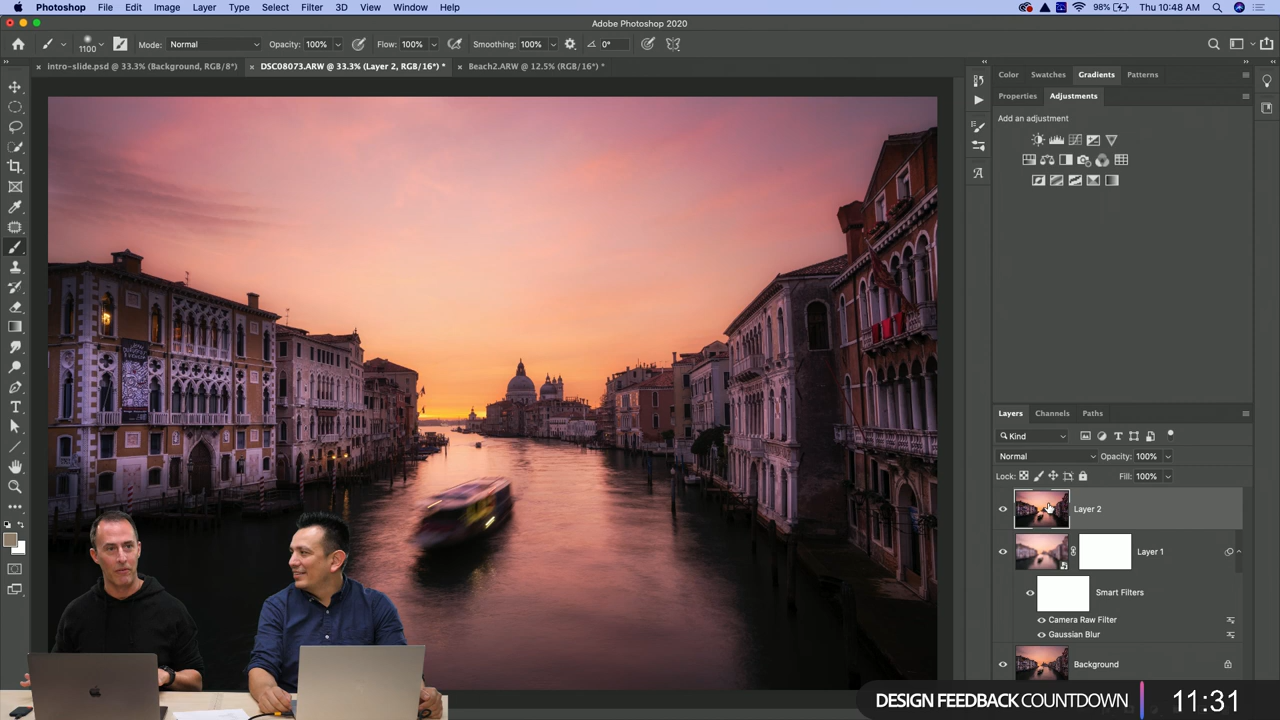 Photoshop File Edit Image Layer Type Select Filter 3D View Window Help 98% Thu 10:48 AM
Adobe Photoshop 2020
1100 Mode: Normal Opacity: 100% Flow: 100% Smoothing: 100% 0°
intro-slide.psd @ 33.3% (Background, RGB/8*) DSC08073.ARW @ 33.3% (Layer 2, RGB/16*) * Beach2.ARW @ 12.5% (RGB/16*) *
Color Swatches Gradients Patterns
Properties Adjustments
Add an adjustment
Layers Channels Paths
Kind
Normal Opacity: 100%
Lock: Fill: 100%
Layer 2
Layer 1
Smart Filters
Camera Raw Filter
Gaussian Blur
Background
DESIGN FEEDBACK COUNTDOWN 11:31